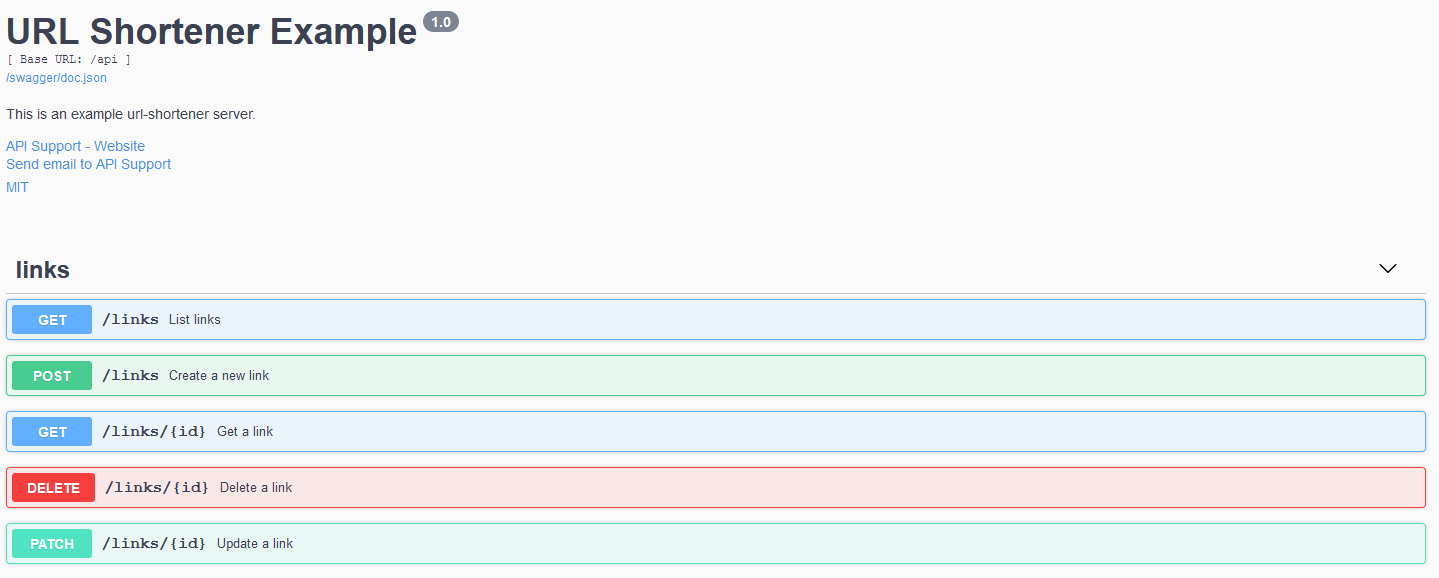 URL Shortener Example 1.0
[ Base URL: /api ]
/swagger/doc.json
This is an example url-shortener server.
API Support - Website
Send email to API Support
MIT
links
GET /links List links
POST /links Create a new link
GET /links/{id} Get a link
DELETE /links/{id} Delete a link
PATCH /links/{id} Update a link